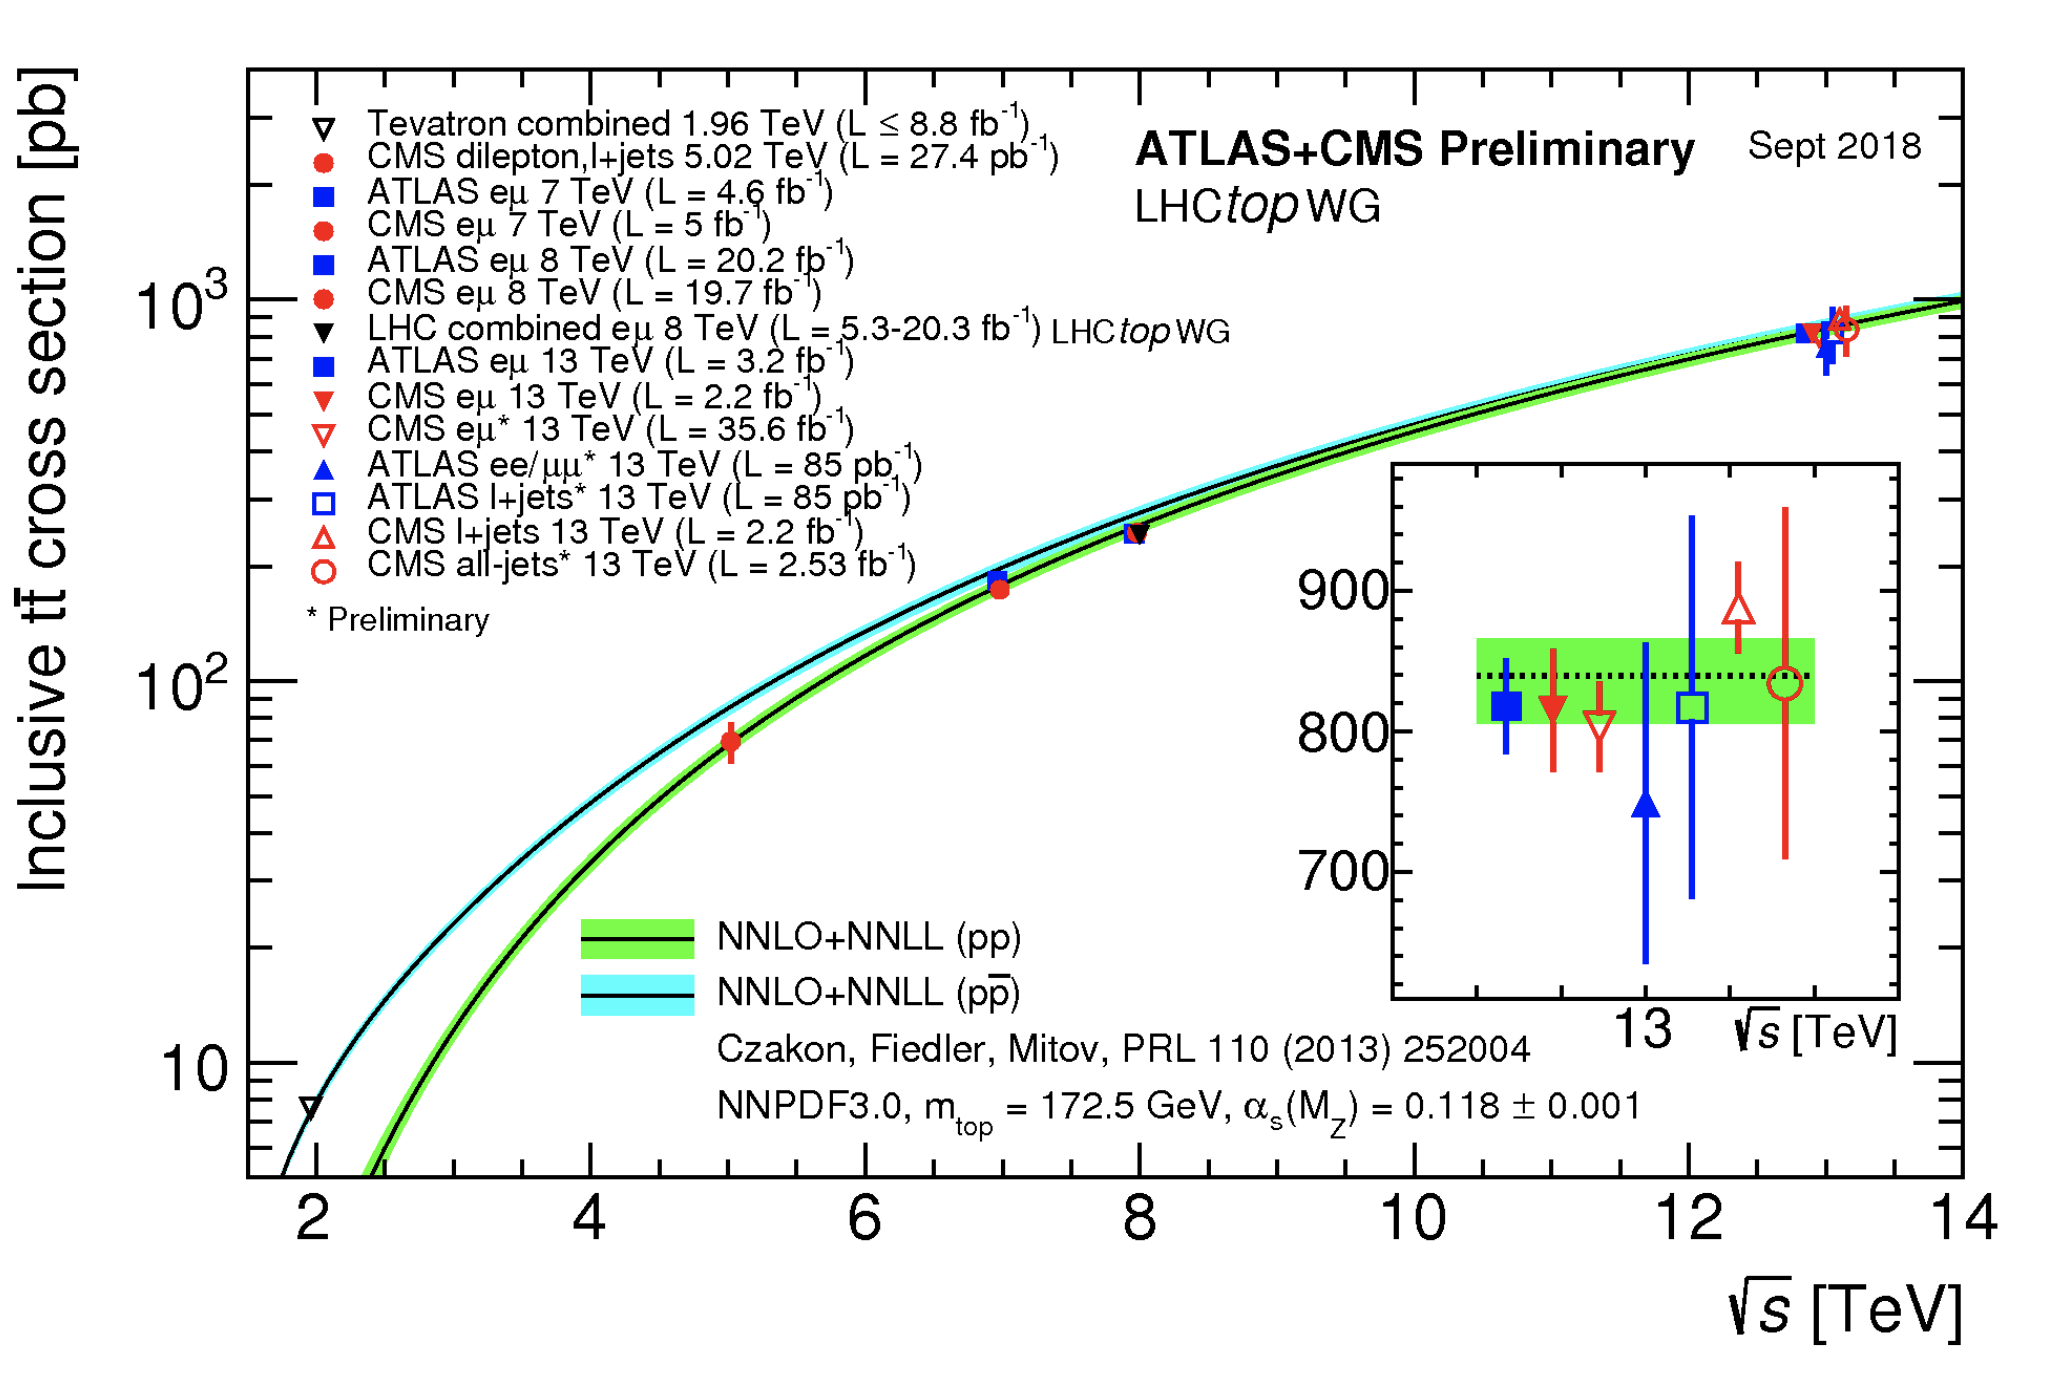 Inclusive tt̄ cross section [pb]
Tevatron combined 1.96 TeV (L ≤ 8.8 fb⁻¹)
CMS dilepton,l+jets 5.02 TeV (L = 27.4 pb⁻¹)
ATLAS eμ 7 TeV (L = 4.6 fb⁻¹)
CMS eμ 7 TeV (L = 5 fb⁻¹)
ATLAS eμ 8 TeV (L = 20.2 fb⁻¹)
CMS eμ 8 TeV (L = 19.7 fb⁻¹)
LHC combined eμ 8 TeV (L = 5.3-20.3 fb⁻¹) LHCtopWG
ATLAS eμ 13 TeV (L = 3.2 fb⁻¹)
CMS eμ 13 TeV (L = 2.2 fb⁻¹)
CMS eμ* 13 TeV (L = 35.6 fb⁻¹)
ATLAS ee/μμ* 13 TeV (L = 85 pb⁻¹)
ATLAS l+jets* 13 TeV (L = 85 pb⁻¹)
CMS l+jets 13 TeV (L = 2.2 fb⁻¹)
CMS all-jets* 13 TeV (L = 2.53 fb⁻¹)
* Preliminary
ATLAS+CMS Preliminary
Sept 2018
LHCtopWG
10³
10²
10
900
800
700
13
√s [TeV]
NNLO+NNLL (pp)
NNLO+NNLL (pp̄)
Czakon, Fiedler, Mitov, PRL 110 (2013) 252004
NNPDF3.0, m_top = 172.5 GeV, α_s(M_Z) = 0.118 ± 0.001
2 4 6 8 10 12 14
√s [TeV]